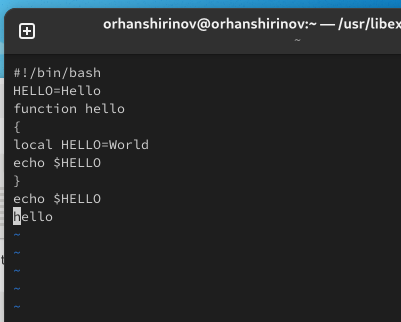 orhanshirinov@orhanshirinov:~ — /usr/libex
~
#!/bin/bash
HELLO=Hello
function hello
{
local HELLO=World
echo $HELLO
}
echo $HELLO
hello
~
~
~
~
~